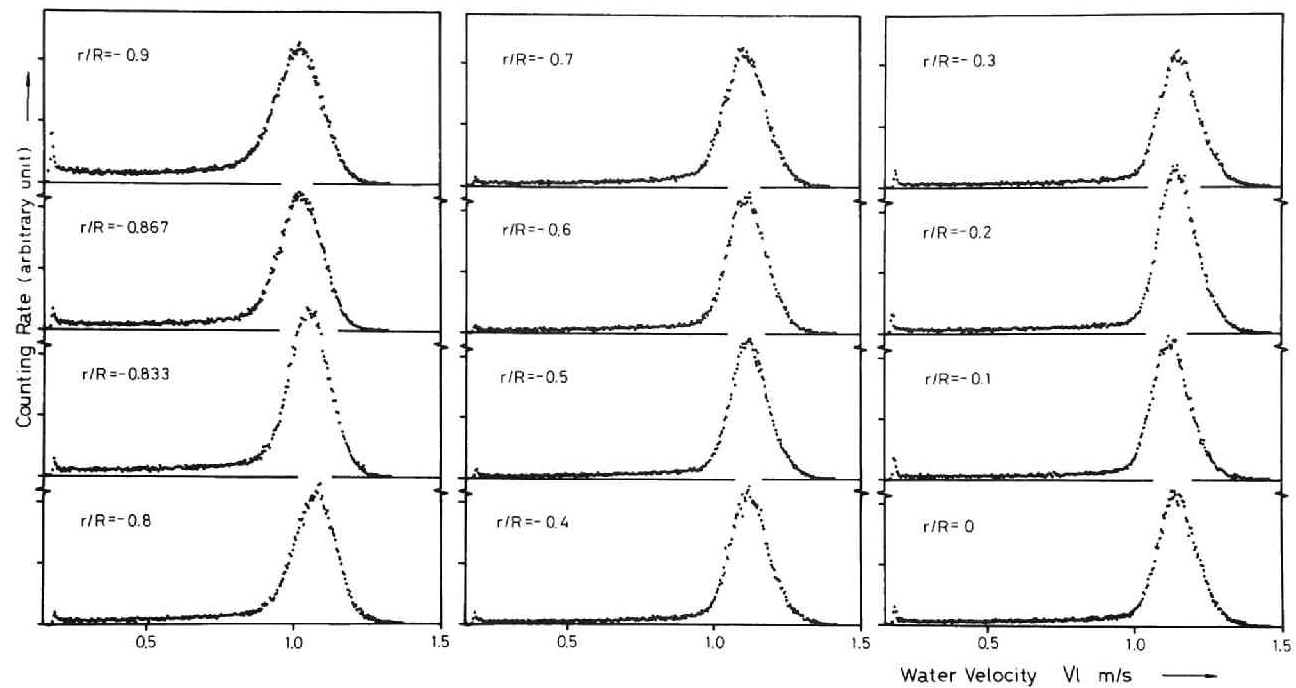 Counting Rate (arbitrary unit)
r/R=-0.9
r/R=-0.7
r/R=-0.3
r/R=-0.867
r/R=-0.6
r/R=-0.2
r/R=-0.833
r/R=-0.5
r/R=-0.1
r/R=-0.8
r/R=-0.4
r/R=0
0.5 1.0 1.5 0.5 1.0 1.5 0.5 1.0 1.5
Water Velocity Vl m/s